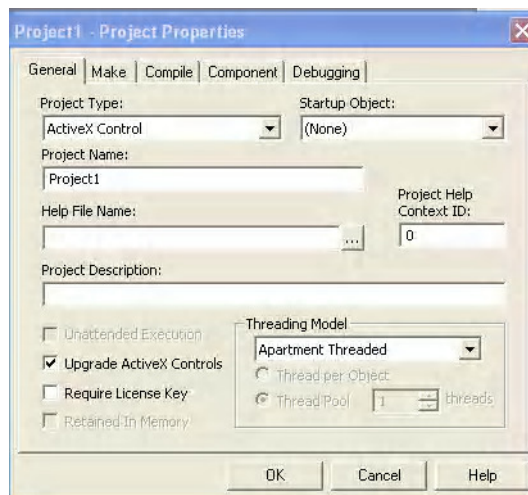 Project1 - Project Properties
General Make Compile Component Debugging
Project Type:
Startup Object:
ActiveX Control
(None)
Project Name:
Project1
Project Help
Context ID:
Help File Name:
...
0
Project Description:
Unattended Execution
Upgrade ActiveX Controls
Require License Key
Retained In Memory
Threading Model
Apartment Threaded
Thread per Object
Thread Pool 1 threads
OK Cancel Help